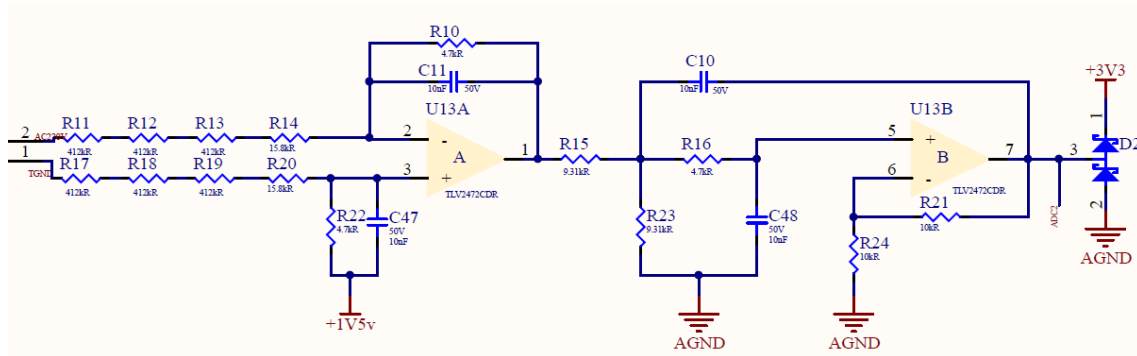 R10
4.7kR
C11
10nF 50V
C10
10nF 50V
+3V3
U13A
U13B
2 AC220V
R11 R12 R13 R14
412kR 412kR 412kR 15.8kR
2
-
A
1
R15
9.31kR
R16
4.7kR
5
+
B
7
3
1
D2
1
TGND
R17 R18 R19 R20
412kR 412kR 412kR 15.8kR
3
+
TLV2472CDR
6
-
TLV2472CDR
2
R22
4.7kR
C47
50V
10nF
R23
9.31kR
C48
50V
10nF
R21
10kR
ADC2
R24
10kR
AGND
+1V5v
AGND
AGND